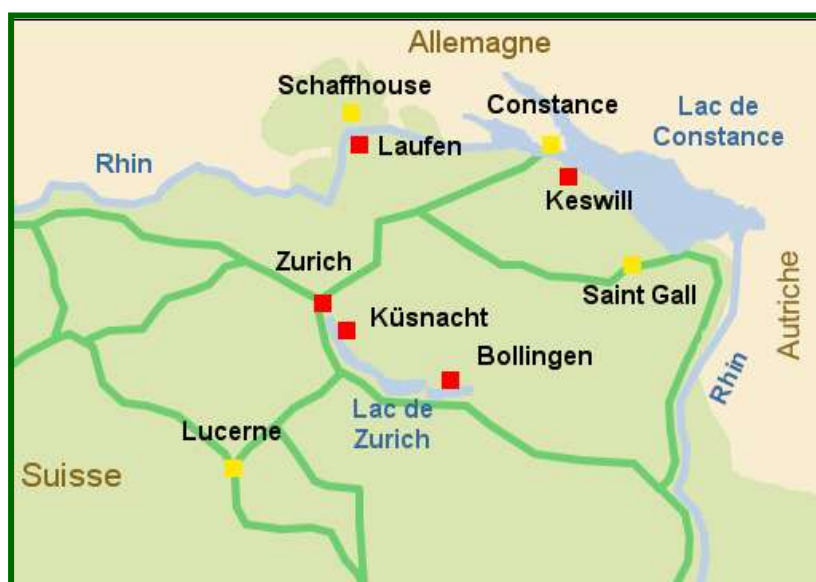 Allemagne
Schaffhouse
Constance
Lac de
Constance
Laufen
Rhin
Keswill
Zurich
Saint Gall
Autriche
Küsnacht
Bollingen
Rhin
Lac de
Zurich
Lucerne
Suisse